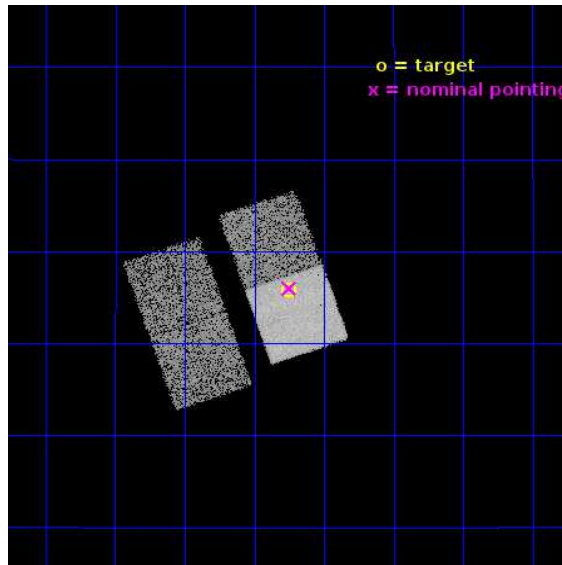 o = target
x = nominal pointing